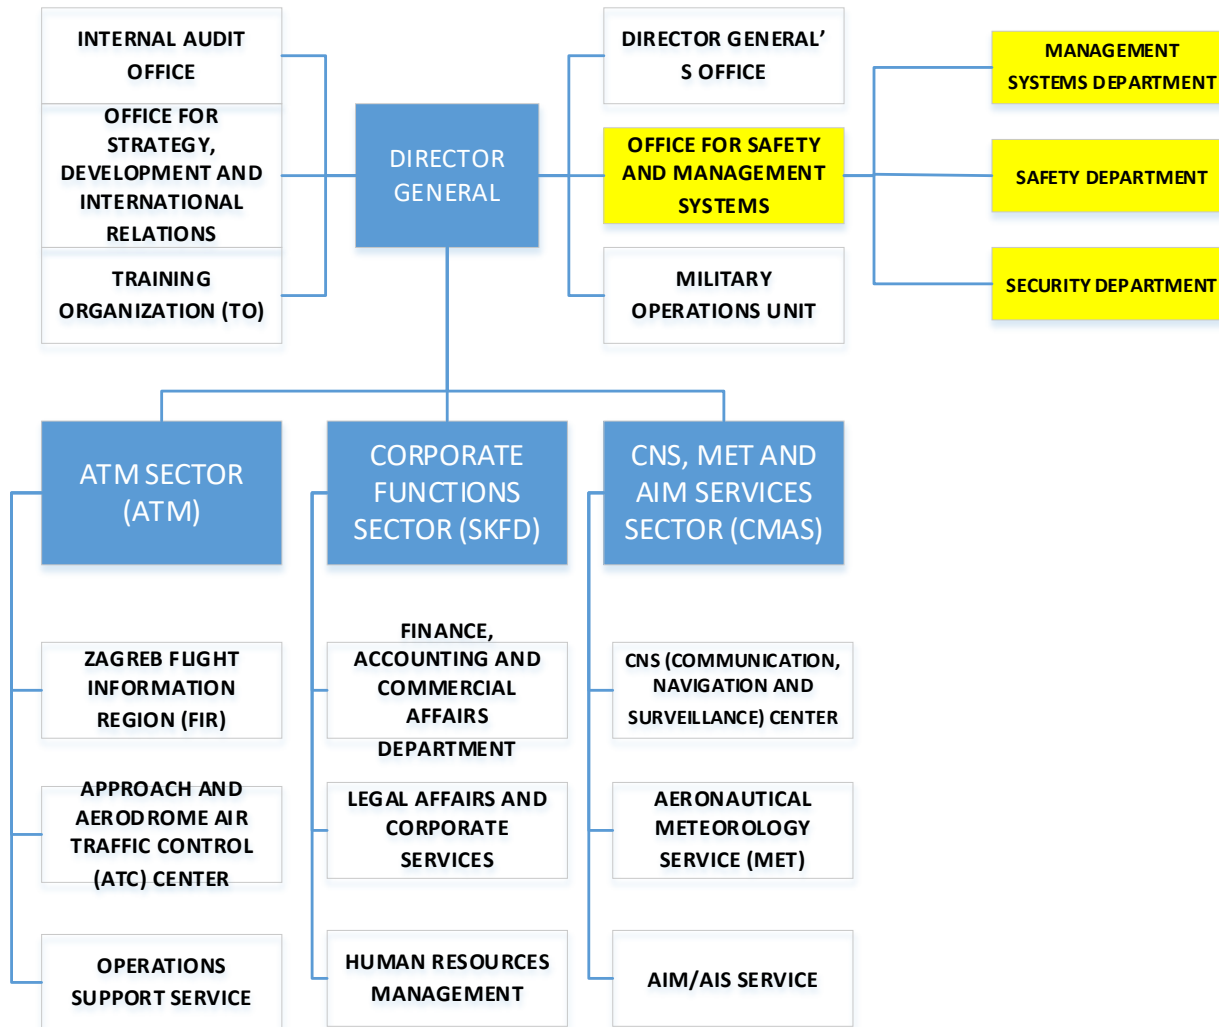 INTERNAL AUDIT
OFFICE
OFFICE FOR
STRATEGY,
DEVELOPMENT AND
INTERNATIONAL
RELATIONS
TRAINING
ORGANIZATION (TO)
DIRECTOR
GENERAL
DIRECTOR GENERAL'
S OFFICE
OFFICE FOR SAFETY
AND MANAGEMENT
SYSTEMS
MILITARY
OPERATIONS UNIT
MANAGEMENT
SYSTEMS DEPARTMENT
SAFETY DEPARTMENT
SECURITY DEPARTMENT
ATM SECTOR
(ATM)
ZAGREB FLIGHT
INFORMATION
REGION (FIR)
APPROACH AND
AERODROME AIR
TRAFFIC CONTROL
(ATC) CENTER
OPERATIONS
SUPPORT SERVICE
CORPORATE
FUNCTIONS
SECTOR (SKFD)
FINANCE,
ACCOUNTING AND
COMMERCIAL
AFFAIRS
DEPARTMENT
LEGAL AFFAIRS AND
CORPORATE
SERVICES
HUMAN RESOURCES
MANAGEMENT
CNS, MET AND
AIM SERVICES
SECTOR (CMAS)
CNS (COMMUNICATION,
NAVIGATION AND
SURVEILLANCE) CENTER
AERONAUTICAL
METEOROLOGY
SERVICE (MET)
AIM/AIS SERVICE